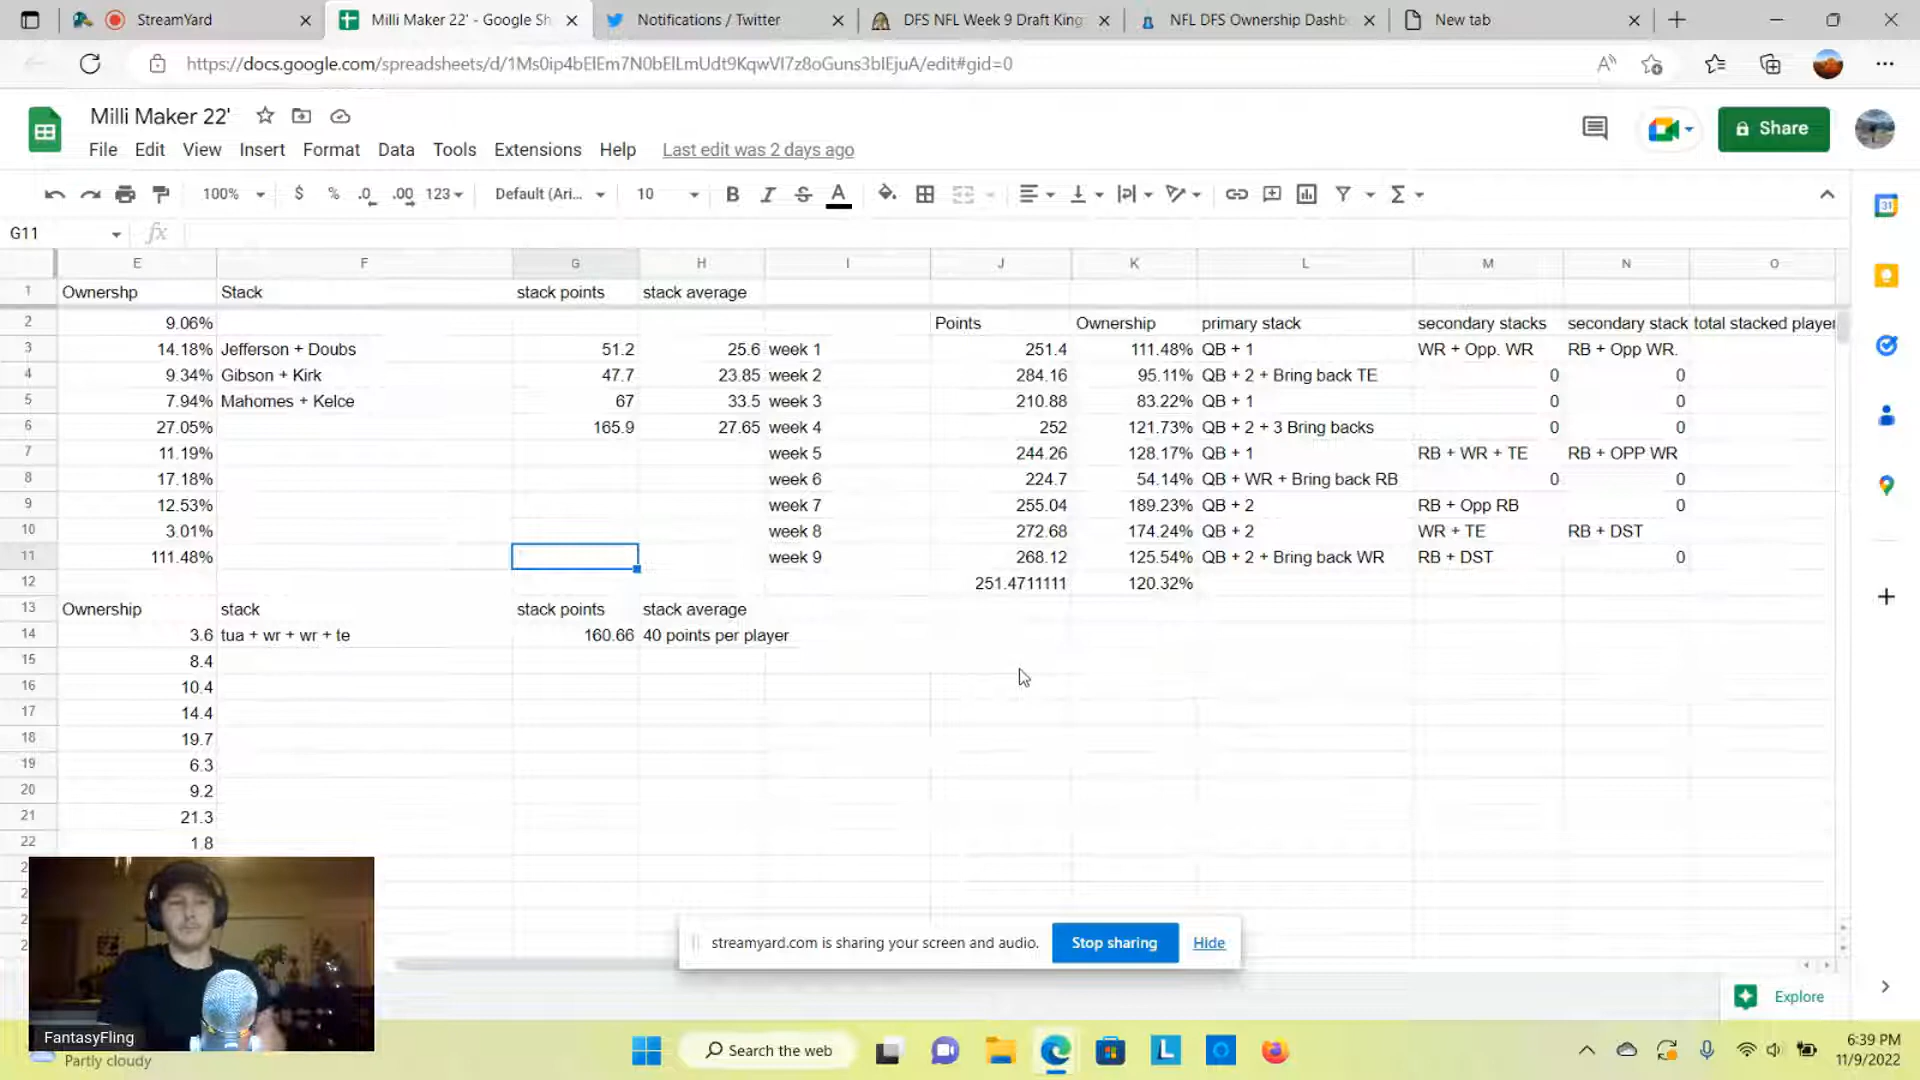 StreamYard
Milli Maker 22' - Google Sh
Notifications / Twitter
DFS NFL Week 9 Draft King
NFL DFS Ownership Dashb
New tab
https://docs.google.com/spreadsheets/d/1Ms0ip4bElEm7N0bElLmUdt9KqwVl7z8oGuns3blEjuA/edit#gid=0
Milli Maker 22'
Share
File Edit View Insert Format Data Tools Extensions Help Last edit was 2 days ago
100% $ % .0 .00 123 Default (Ari... 10 B I S A
G11 fx
E F G H I J K L M N O
1 Ownershp Stack stack points stack average
2 9.06% Points Ownership primary stack secondary stacks secondary stack total stacked player
3 14.18% Jefferson + Doubs 51.2 25.6 week 1 251.4 111.48% QB + 1 WR + Opp. WR RB + Opp WR.
4 9.34% Gibson + Kirk 47.7 23.85 week 2 284.16 95.11% QB + 2 + Bring back TE 0 0
5 7.94% Mahomes + Kelce 67 33.5 week 3 210.88 83.22% QB + 1 0 0
6 27.05% 165.9 27.65 week 4 252 121.73% QB + 2 + 3 Bring backs 0 0
7 11.19% week 5 244.26 128.17% QB + 1 RB + WR + TE RB + OPP WR
8 17.18% week 6 224.7 54.14% QB + WR + Bring back RB 0 0
9 12.53% week 7 255.04 189.23% QB + 2 RB + Opp RB 0
10 3.01% week 8 272.68 174.24% QB + 2 WR + TE RB + DST
11 111.48% week 9 268.12 125.54% QB + 2 + Bring back WR RB + DST 0
12 251.4711111 120.32%
13 Ownership stack stack points stack average
14 3.6 tua + wr + wr + te 160.66 40 points per player
15 8.4
16 10.4
17 14.4
18 19.7
19 6.3
20 9.2
21 21.3
22 1.8
2
2
2
2
streamyard.com is sharing your screen and audio. Stop sharing Hide
Explore
FantasyFling
Partly cloudy
Search the web
6:39 PM
11/9/2022